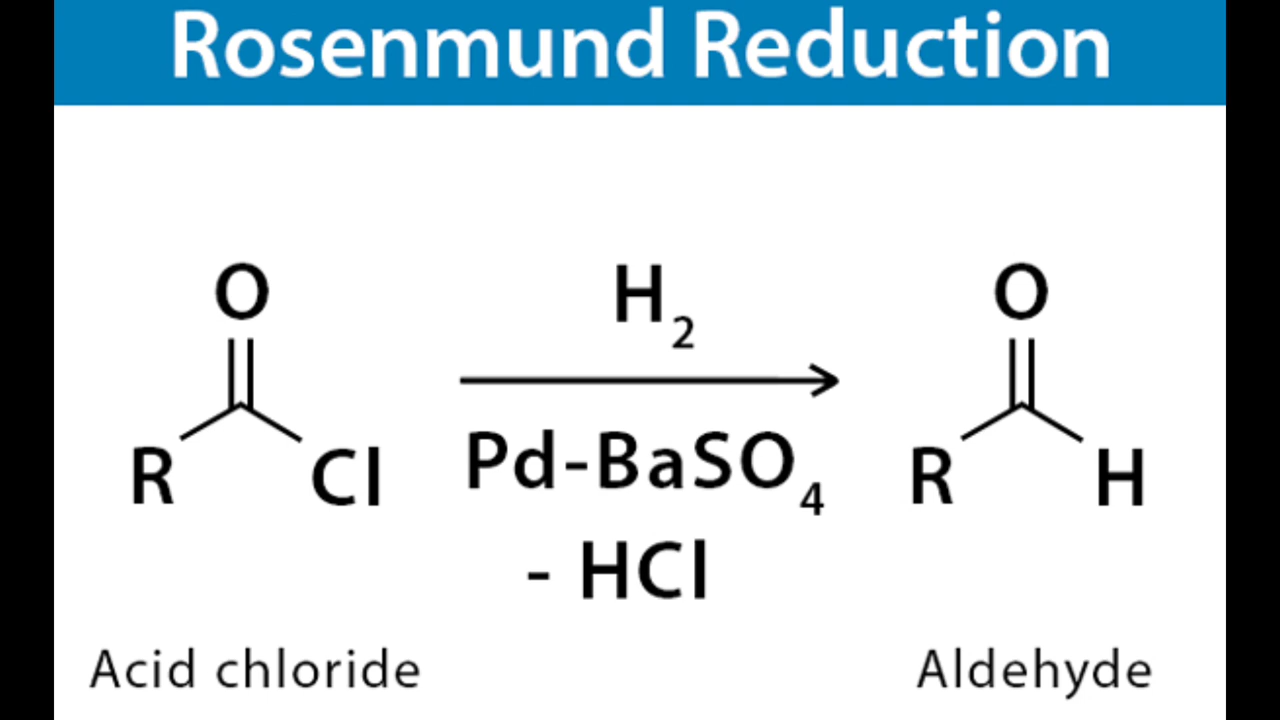 Rosenmund Reduction
O
H₂
O
R
Cl
Pd-BaSO₄
R
H
- HCl
Acid chloride
Aldehyde